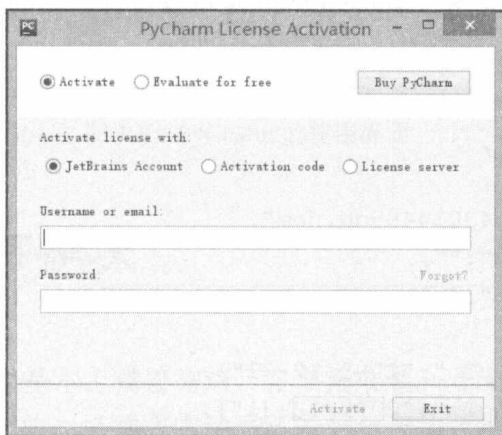 PC
PyCharm License Activation
Activate Evaluate for free Buy PyCharm
Activate license with:
JetBrains Account Activation code License server
Username or email:
Password: Forgot?
Activate Exit